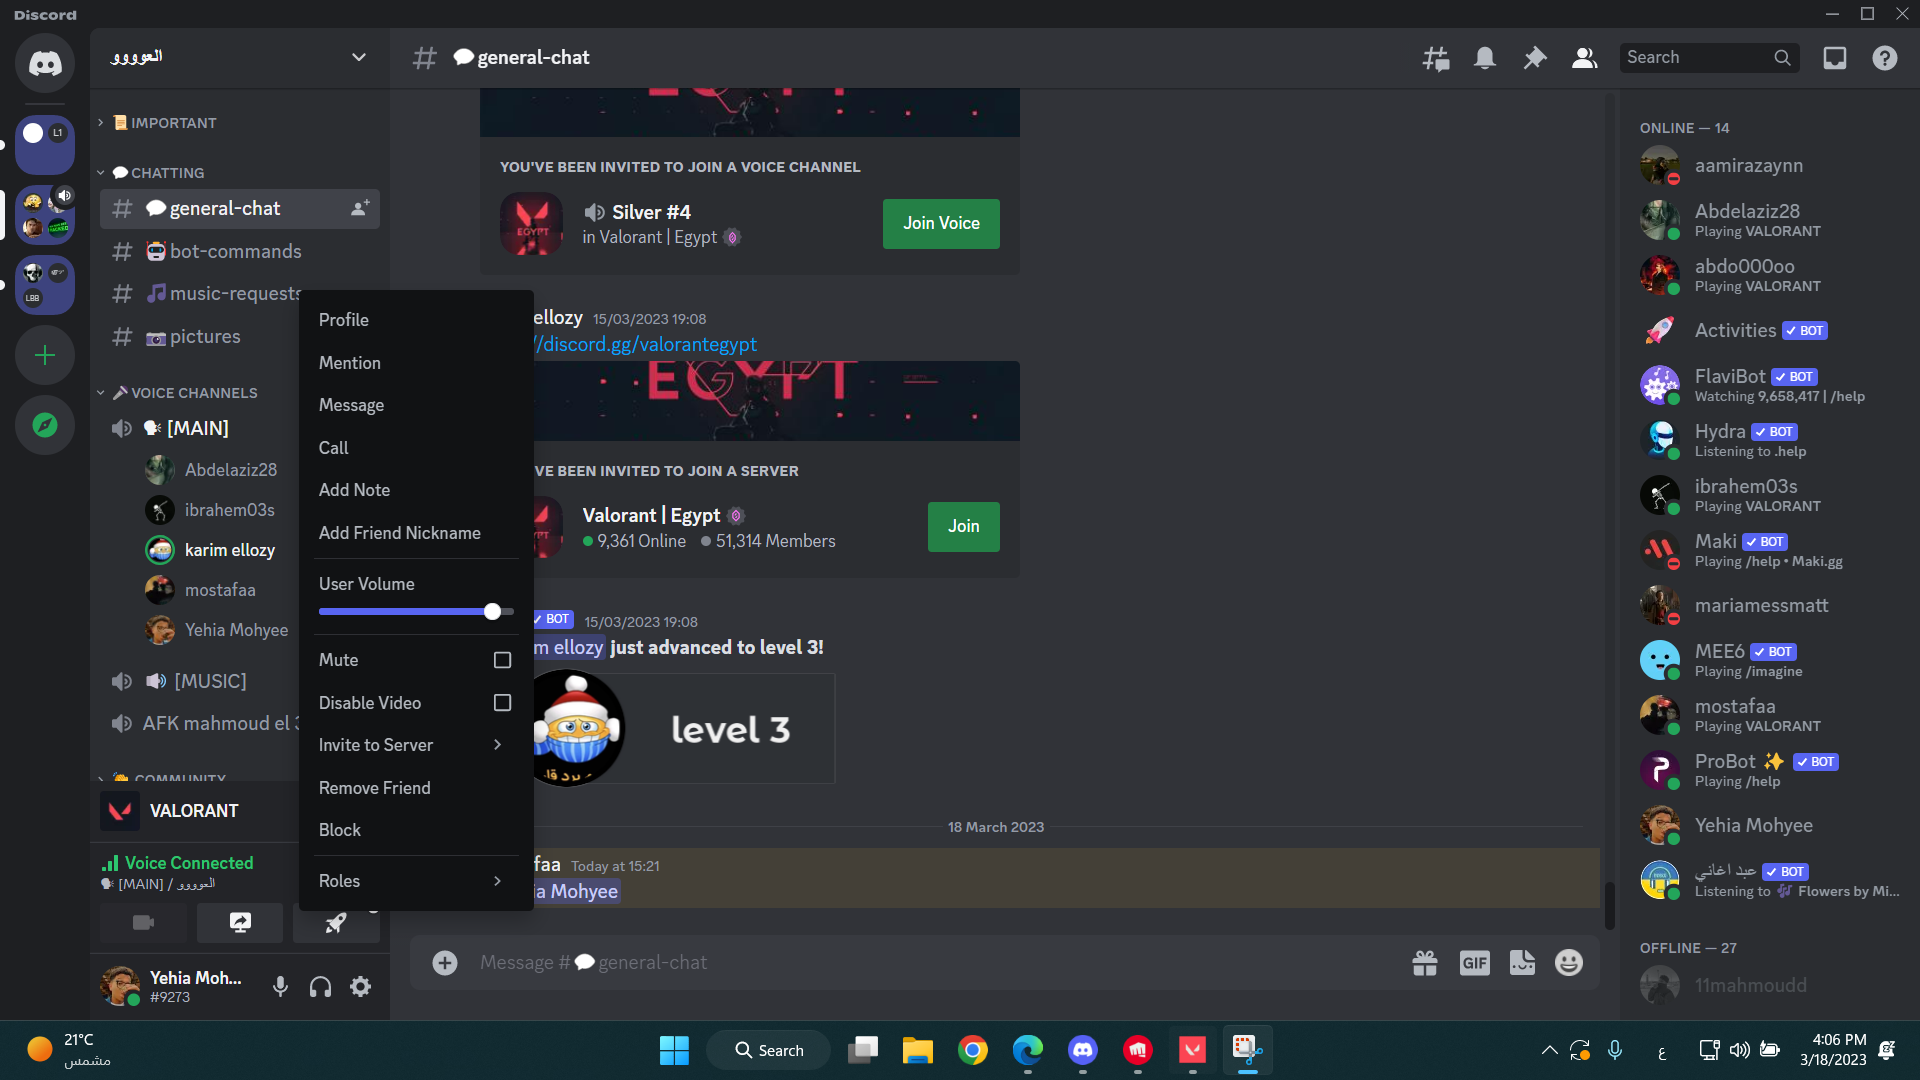 Discord
العوووو
general-chat
Search
IMPORTANT
CHATTING
general-chat
bot-commands
music-requests
pictures
VOICE CHANNELS
[MAIN]
Abdelaziz28
ibrahem03s
karim ellozy
mostafaa
Yehia Mohyee
[MUSIC]
AFK mahmoud el 3
COMMUNITY
VALORANT
Voice Connected
[MAIN] / العوووو
Yehia Moh...
#9273
L1
LBB
Profile
Mention
Message
Call
Add Note
Add Friend Nickname
User Volume
Mute
Disable Video
Invite to Server
Remove Friend
Block
Roles
EGYPT
YOU'VE BEEN INVITED TO JOIN A VOICE CHANNEL
EGYPT
Silver #4
in Valorant | Egypt
Join Voice
ellozy 15/03/2023 19:08
//discord.gg/valorantegypt
EGYPT
VE BEEN INVITED TO JOIN A SERVER
Valorant | Egypt
9,361 Online 51,314 Members
Join
BOT 15/03/2023 19:08
m ellozy just advanced to level 3!
level 3
18 March 2023
faa Today at 15:21
ia Mohyee
Message # general-chat
GIF
ONLINE — 14
aamirazaynn
Abdelaziz28
Playing VALORANT
abdo000oo
Playing VALORANT
Activities BOT
FlaviBot BOT
Watching 9,658,417 | /help
Hydra BOT
Listening to .help
ibrahem03s
Playing VALORANT
Maki BOT
Playing /help • Maki.gg
mariamessmatt
MEE6 BOT
Playing /imagine
mostafaa
Playing VALORANT
ProBot BOT
Playing /help
Yehia Mohyee
عبد اغاني BOT
Listening to Flowers by Mi...
OFFLINE — 27
11mahmoudd
21°C
مشمس
Search
ع
4:06 PM
3/18/2023